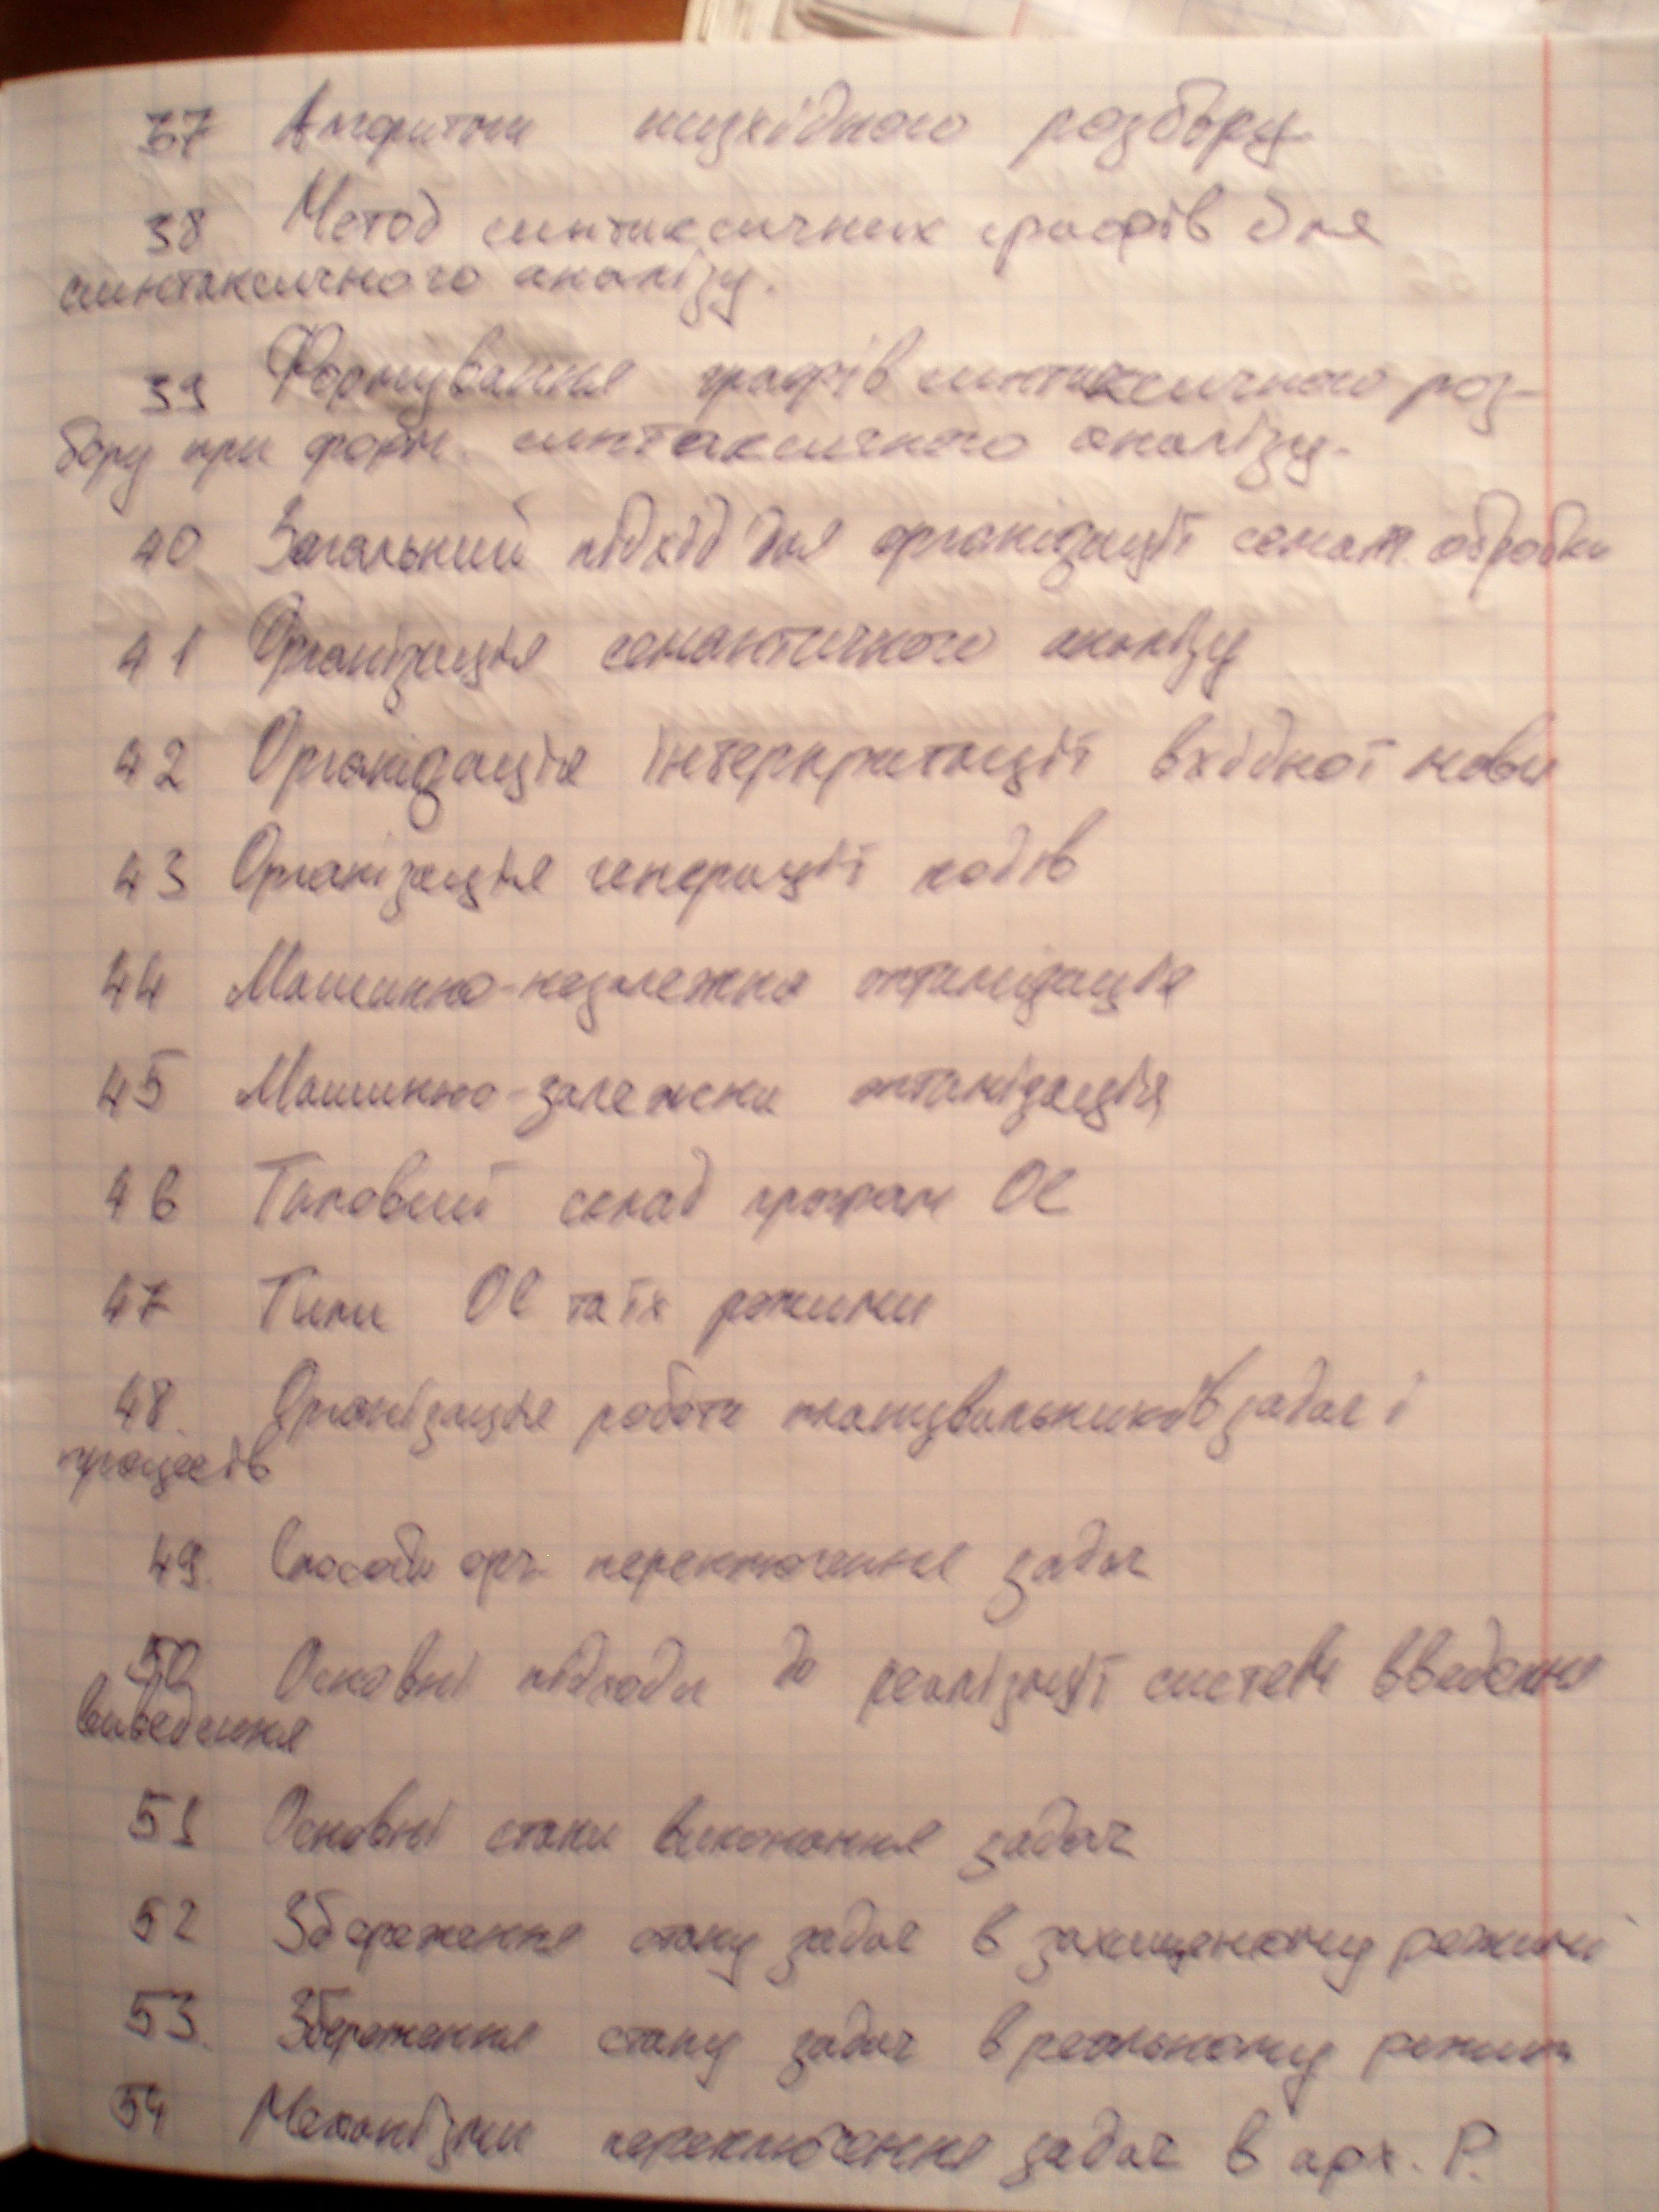 37 Алгоритм низхідного розбору
38 Метод синтаксичних графів для
синтаксичного аналізу.
39 Формування графів синтаксичного роз-
бору при форм. синтаксичного аналізу.
40 Загальний підхід для організації семант. обробки
41 Організація семантичного аналізу
42 Організація інтерпретації вхідної мови
43 Організація генерації кодів
44 Машинно-незалежна оптимізація
45 Машинно-залежна оптимізація
46 Типовий склад програм ОС
47 Типи ОС та їх режими
48. Організація роботи планувальників задач і
процесів
49. Способи орг. переключення задач
50 Основні підходи до реалізації систем введення
виведення
51 Основні стани виконання задач
52 Збереження стану задач в захищеному режимі
53. Збереження стану задач в реальному режимі
54 Механізми переключення задач в арх. Р.